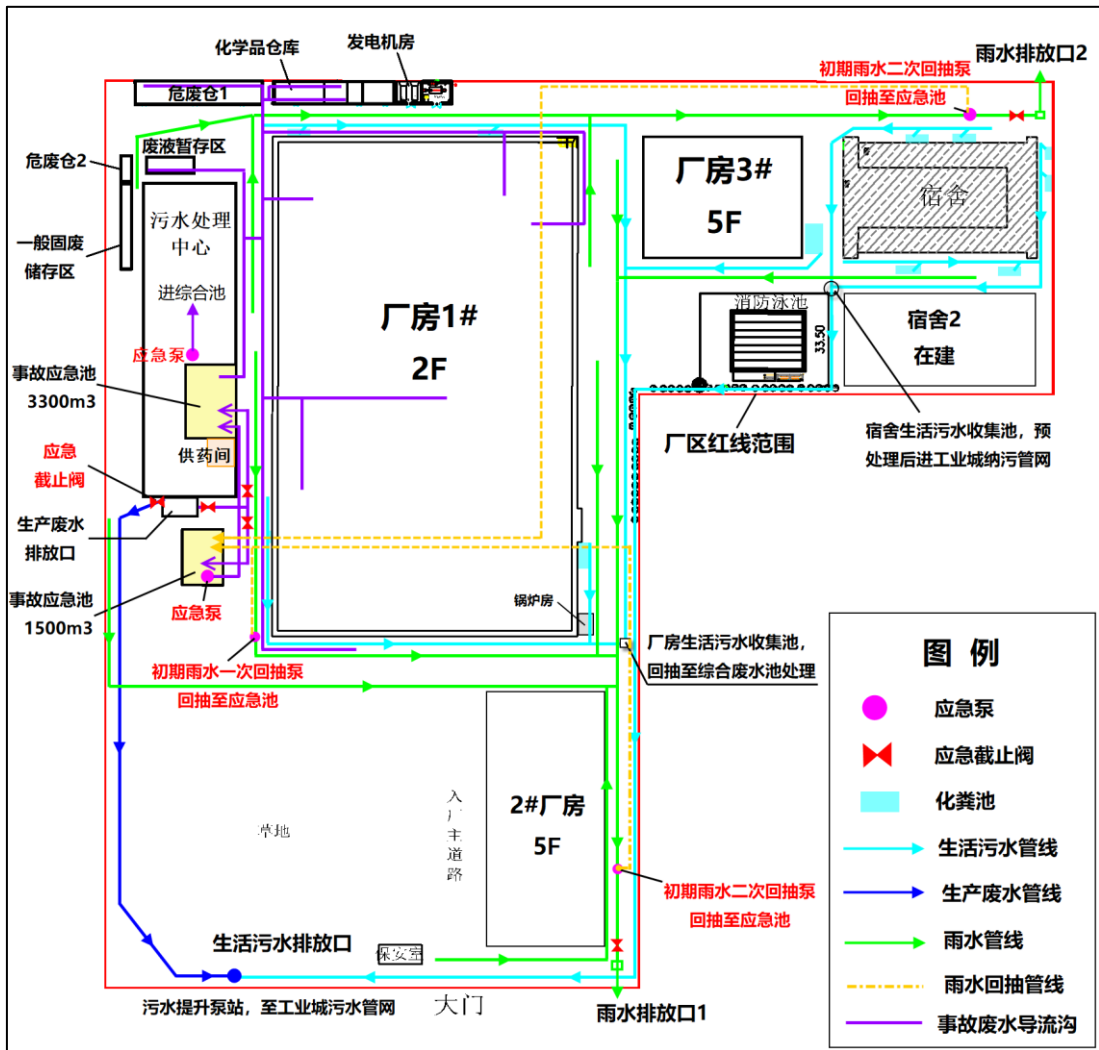 化学品仓库
发电机房
雨水排放口2
初期雨水二次回抽泵
回抽至应急池
危废仓1
危废仓2
废液暂存区
污水处理
中心
一般固废
储存区
进综合池
应急泵
事故应急池
3300m3
供药间
应急
截止阀
生产废水
排放口
事故应急池
1500m3
应急泵
初期雨水一次回抽泵
回抽至应急池
厂房1#
2F
锅炉房
厂房3#
5F
宿舍
消防泳池
33.50
宿舍2
在建
厂区红线范围
宿舍生活污水收集池，预
处理后进工业城纳污管网
厂房生活污水收集池，
回抽至综合废水池处理
草地
入厂主道路
2#厂房
5F
初期雨水二次回抽泵
回抽至应急池
生活污水排放口
保安室
污水提升泵站，至工业城污水管网
大门
雨水排放口1
图 例
应急泵
应急截止阀
化粪池
生活污水管线
生产废水管线
雨水管线
雨水回抽管线
事故废水导流沟